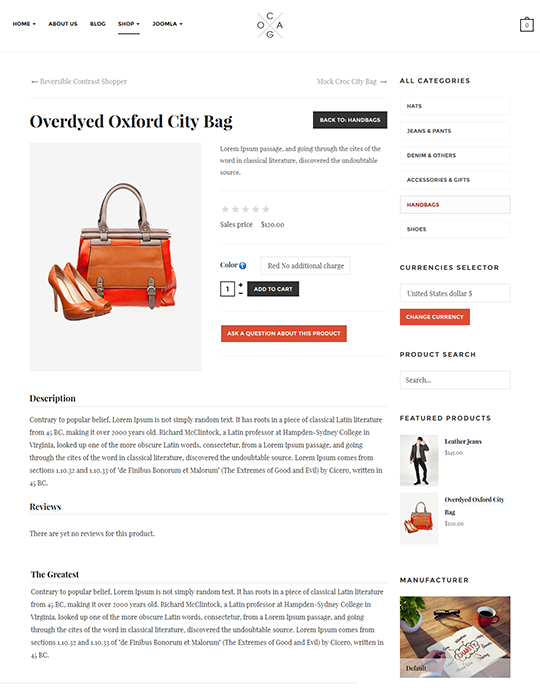 HOME
ABOUT US
BLOG
SHOP
JOOMLA
C
O A
G
0
← Reversible Contrast Shopper
Mock Croc City Bag →
Overdyed Oxford City Bag
BACK TO: HANDBAGS
Lorem Ipsum passage, and going through the cites of the
word in classical literature, discovered the undoubtable
source.
Sales price $120.00
Color
Red No additional charge
1
+
−
ADD TO CART
ASK A QUESTION ABOUT THIS PRODUCT
Description
Contrary to popular belief, Lorem Ipsum is not simply random text. It has roots in a piece of classical Latin literature
from 45 BC, making it over 2000 years old. Richard McClintock, a Latin professor at Hampden-Sydney College in
Virginia, looked up one of the more obscure Latin words, consectetur, from a Lorem Ipsum passage, and going
through the cites of the word in classical literature, discovered the undoubtable source. Lorem Ipsum comes from
sections 1.10.32 and 1.10.33 of "de Finibus Bonorum et Malorum" (The Extremes of Good and Evil) by Cicero, written in
45 BC.
Reviews
There are yet no reviews for this product.
The Greatest
Contrary to popular belief, Lorem Ipsum is not simply random text. It has roots in a piece of classical Latin literature
from 45 BC, making it over 2000 years old. Richard McClintock, a Latin professor at Hampden-Sydney College in
Virginia, looked up one of the more obscure Latin words, consectetur, from a Lorem Ipsum passage, and going
through the cites of the word in classical literature, discovered the undoubtable source. Lorem Ipsum comes from
sections 1.10.32 and 1.10.33 of "de Finibus Bonorum et Malorum" (The Extremes of Good and Evil) by Cicero, written in
45 BC.
ALL CATEGORIES
HATS
JEANS & PANTS
DENIM & OTHERS
ACCESSORIES & GIFTS
HANDBAGS
SHOES
CURRENCIES SELECTOR
United States dollar $
CHANGE CURRENCY
PRODUCT SEARCH
Search...
FEATURED PRODUCTS
Leather Jeans
$145.00
Overdyed Oxford City
Bag
$120.00
MANUFACTURER
Default